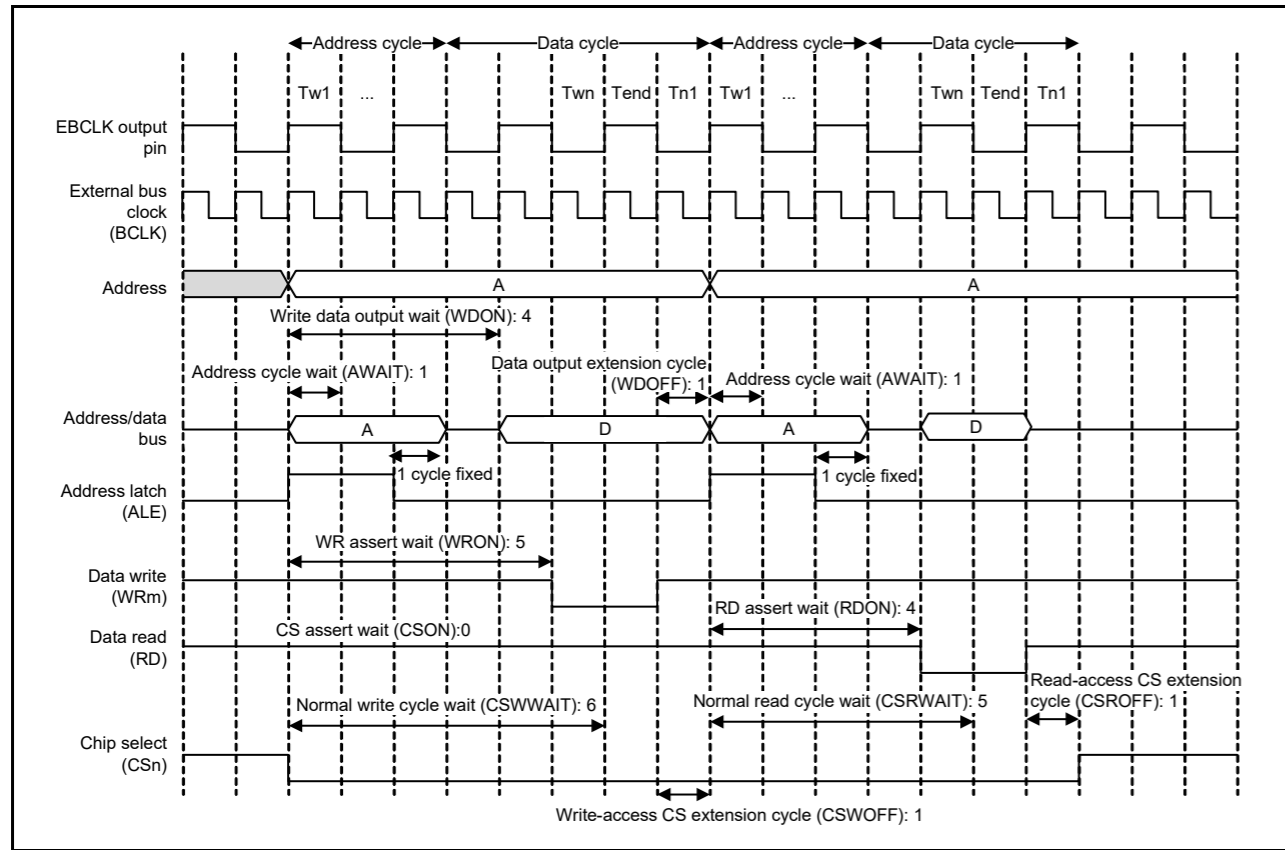 Address cycle Data cycle Address cycle Data cycle
Tw1 ... Twn Tend Tn1 Tw1 ... Twn Tend Tn1
EBCLK output
pin
External bus
clock
(BCLK)
Address A A
Write data output wait (WDON): 4
Data output extension cycle
(WDOFF): 1
Address cycle wait (AWAIT): 1
Address cycle wait (AWAIT): 1
Address/data
bus
A D A D
1 cycle fixed 1 cycle fixed
Address latch
(ALE)
WR assert wait (WRON): 5
Data write
(WRm)
RD assert wait (RDON): 4
CS assert wait (CSON):0
Data read
(RD)
Read-access CS extension
cycle (CSROFF): 1
Normal write cycle wait (CSWWAIT): 6
Normal read cycle wait (CSRWAIT): 5
Chip select
(CSn)
Write-access CS extension cycle (CSWOFF): 1